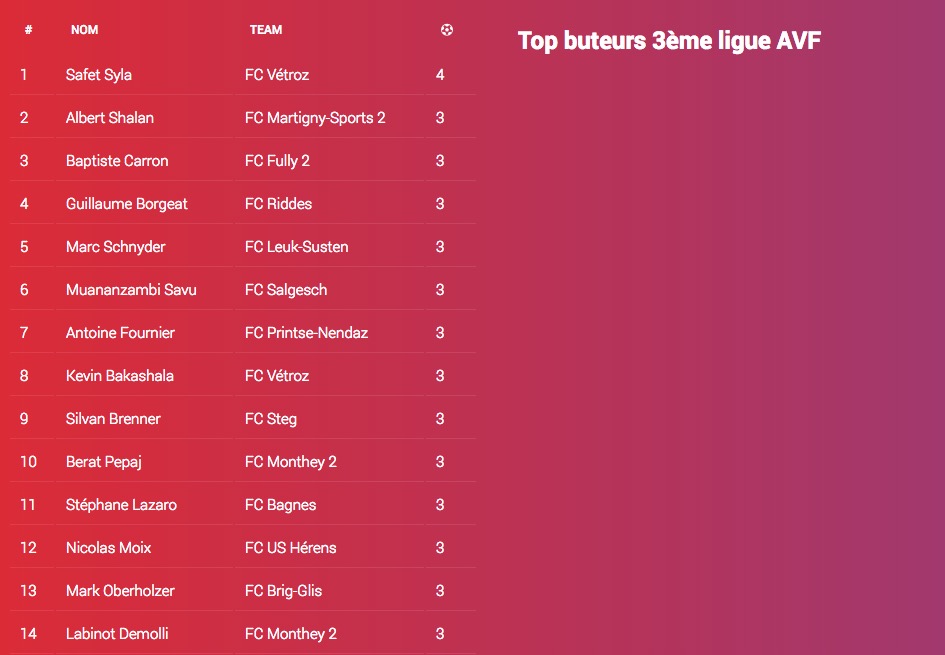 # NOM TEAM
Top buteurs 3ème ligue AVF
1 Safet Syla FC Vétroz 4
2 Albert Shalan FC Martigny-Sports 2 3
3 Baptiste Carron FC Fully 2 3
4 Guillaume Borgeat FC Riddes 3
5 Marc Schnyder FC Leuk-Susten 3
6 Muananzambi Savu FC Salgesch 3
7 Antoine Fournier FC Printse-Nendaz 3
8 Kevin Bakashala FC Vétroz 3
9 Silvan Brenner FC Steg 3
10 Berat Pepaj FC Monthey 2 3
11 Stéphane Lazaro FC Bagnes 3
12 Nicolas Moix FC US Hérens 3
13 Mark Oberholzer FC Brig-Glis 3
14 Labinot Demolli FC Monthey 2 3